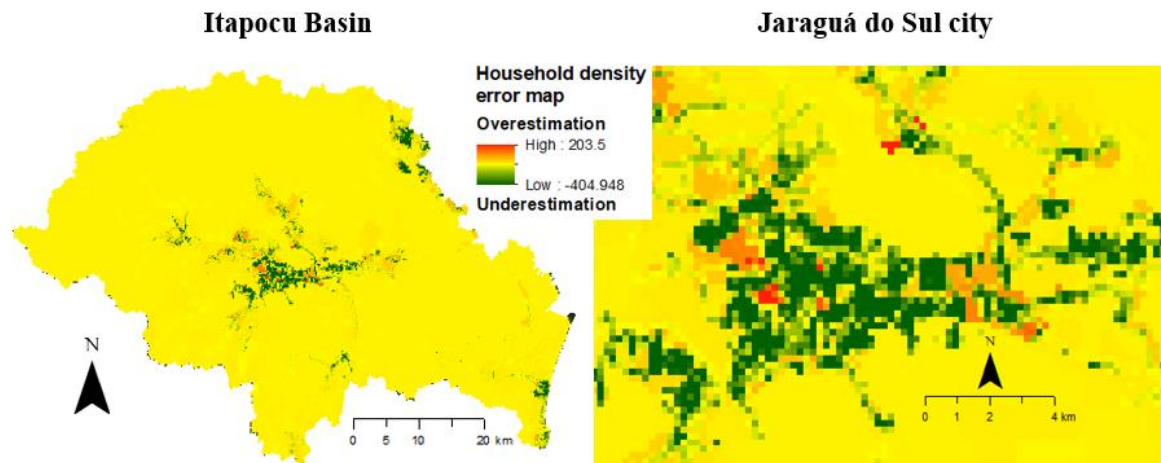 Itapocu Basin
Jaraguá do Sul city
Household density
error map
Overestimation
High : 203.5
Low : -404.948
Underestimation
N
0 5 10 20 km
N
0 1 2 4 km